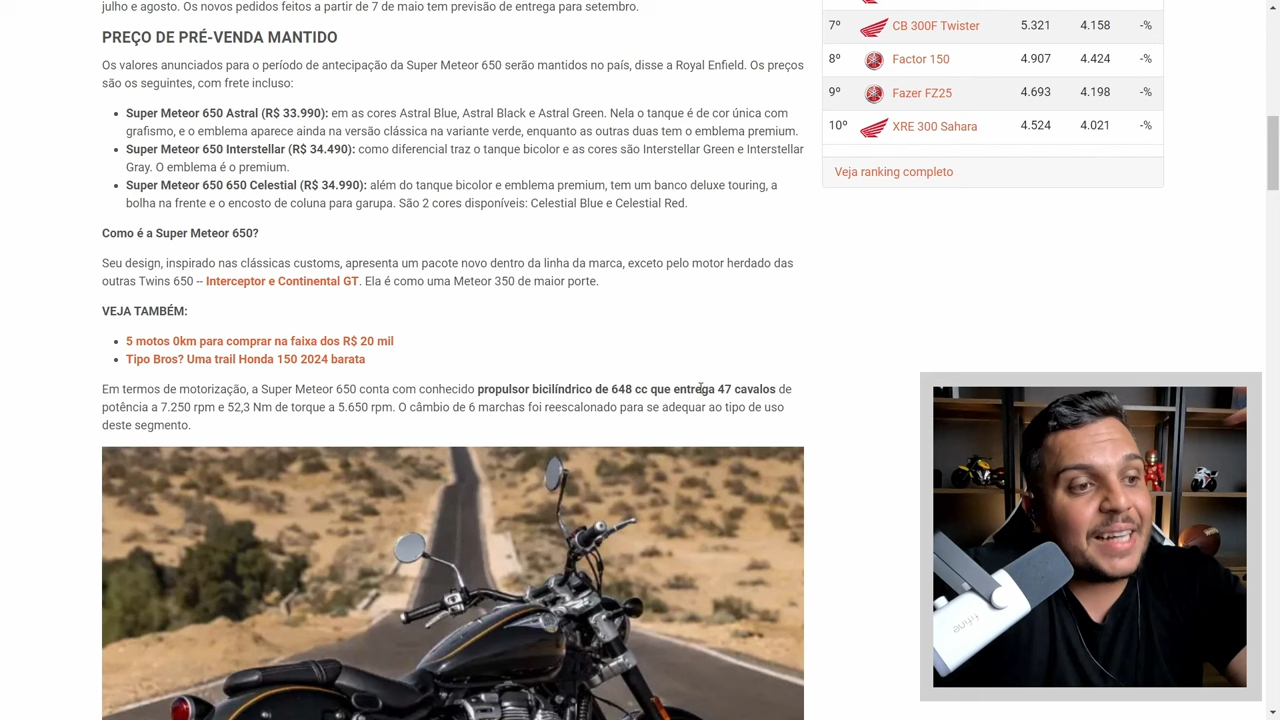 julho e agosto. Os novos pedidos feitos a partir de 7 de maio tem previsão de entrega para setembro.
PREÇO DE PRÉ-VENDA MANTIDO
Os valores anunciados para o período de antecipação da Super Meteor 650 serão mantidos no país, disse a Royal Enfield. Os preços
são os seguintes, com frete incluso:
• Super Meteor 650 Astral (R$ 33.990): em as cores Astral Blue, Astral Black e Astral Green. Nela o tanque é de cor única com
grafismo, e o emblema aparece ainda na versão clássica na variante verde, enquanto as outras duas tem o emblema premium.
• Super Meteor 650 Interstellar (R$ 34.490): como diferencial traz o tanque bicolor e as cores são Interstellar Green e Interstellar
Gray. O emblema é o premium.
• Super Meteor 650 650 Celestial (R$ 34.990): além do tanque bicolor e emblema premium, tem um banco deluxe touring, a
bolha na frente e o encosto de coluna para garupa. São 2 cores disponíveis: Celestial Blue e Celestial Red.
Como é a Super Meteor 650?
Seu design, inspirado nas clássicas customs, apresenta um pacote novo dentro da linha da marca, exceto pelo motor herdado das
outras Twins 650 -- Interceptor e Continental GT. Ela é como uma Meteor 350 de maior porte.
VEJA TAMBÉM:
• 5 motos 0km para comprar na faixa dos R$ 20 mil
• Tipo Bros? Uma trail Honda 150 2024 barata
Em termos de motorização, a Super Meteor 650 conta com conhecido propulsor bicilíndrico de 648 cc que entrega 47 cavalos de
potência a 7.250 rpm e 52,3 Nm de torque a 5.650 rpm. O câmbio de 6 marchas foi reescalonado para se adequar ao tipo de uso
deste segmento.
7º CB 300F Twister 5.321 4.158 -%
8º Factor 150 4.907 4.424 -%
9º Fazer FZ25 4.693 4.198 -%
10º XRE 300 Sahara 4.524 4.021 -%
Veja ranking completo
fifine